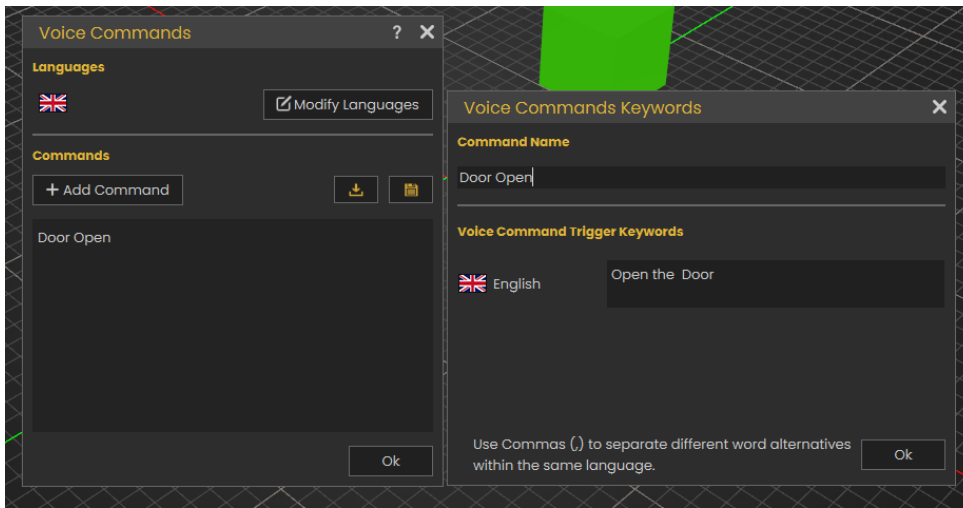 Voice Commands ?
Languages
Modify Languages
Commands
+ Add Command
Door Open
Ok
Voice Commands Keywords
Command Name
Door Open
Voice Command Trigger Keywords
English
Open the  Door
Use Commas (,) to separate different word alternatives
within the same language.
Ok